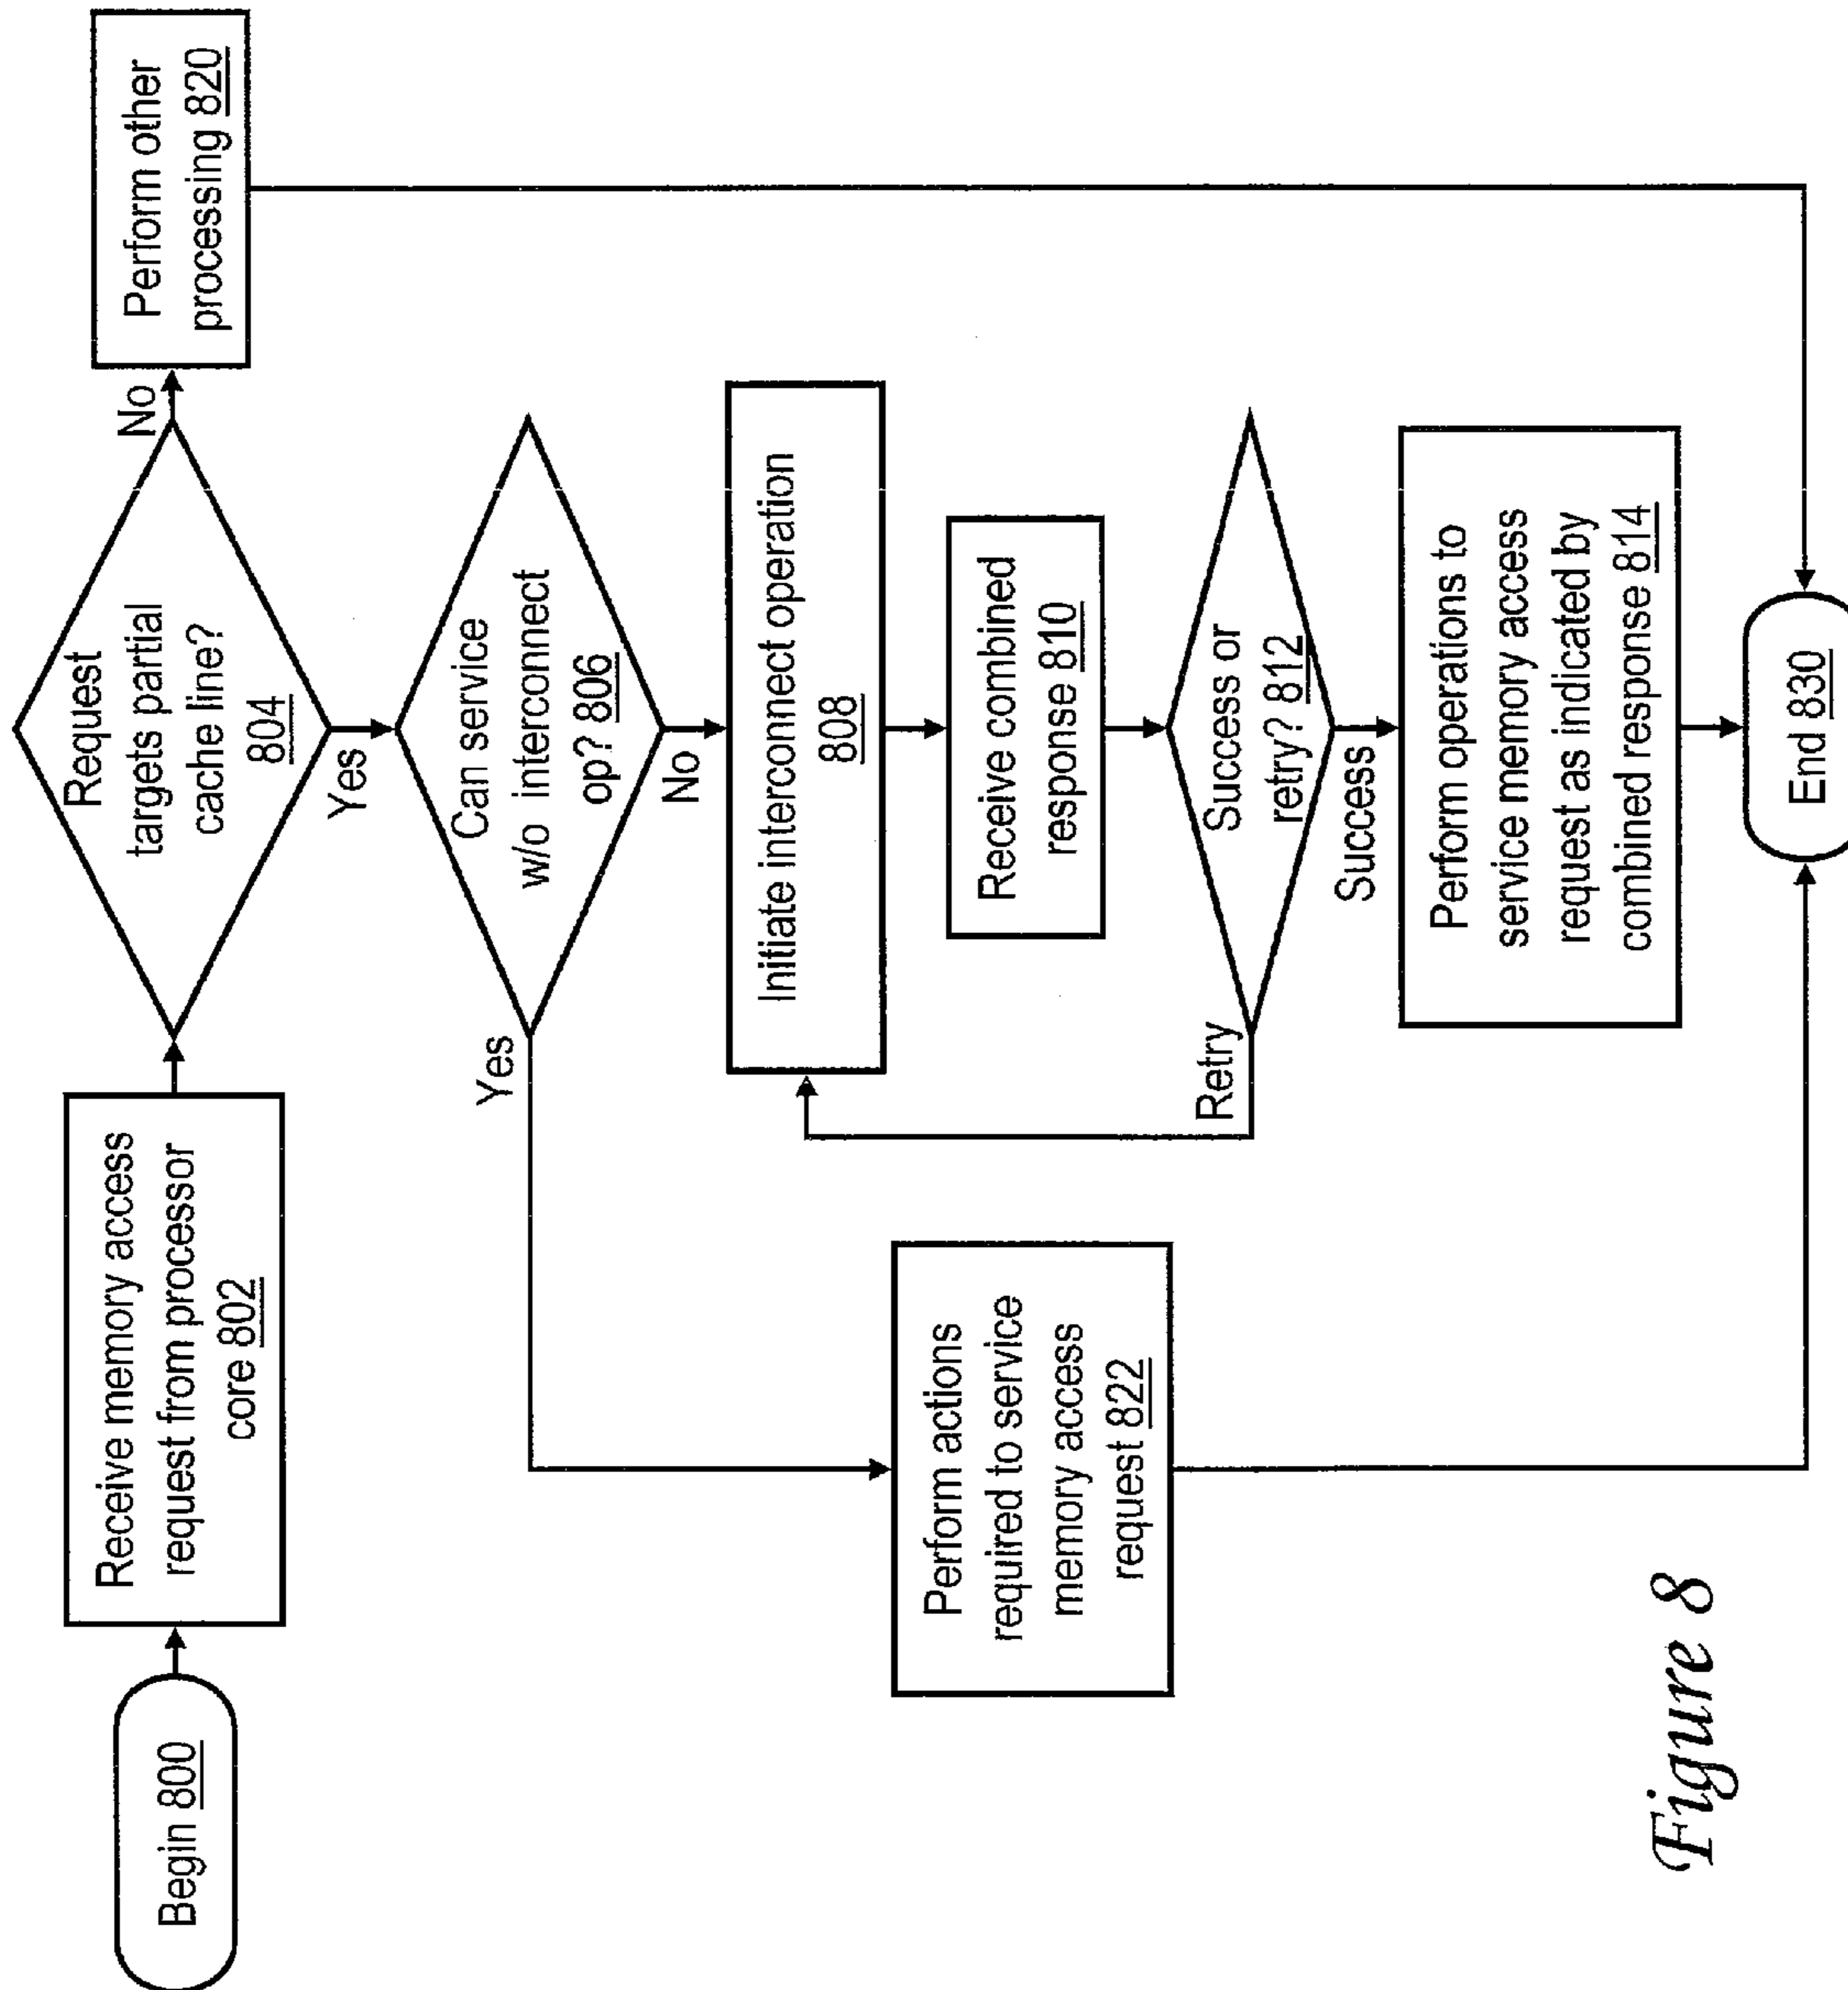 Begin 800
Receive memory access
request from processor
core 802
Request
targets partial
cache line?
804
No
Perform other
processing 820
Yes
Can service
w/o interconnect
op? 806
Yes
No
Initiate interconnect operation
808
Receive combined
response 810
Success or
retry? 812
Retry
Success
Perform operations to
service memory access
request as indicated by
combined response 814
Perform actions
required to service
memory access
request 822
End 830
Figure 8